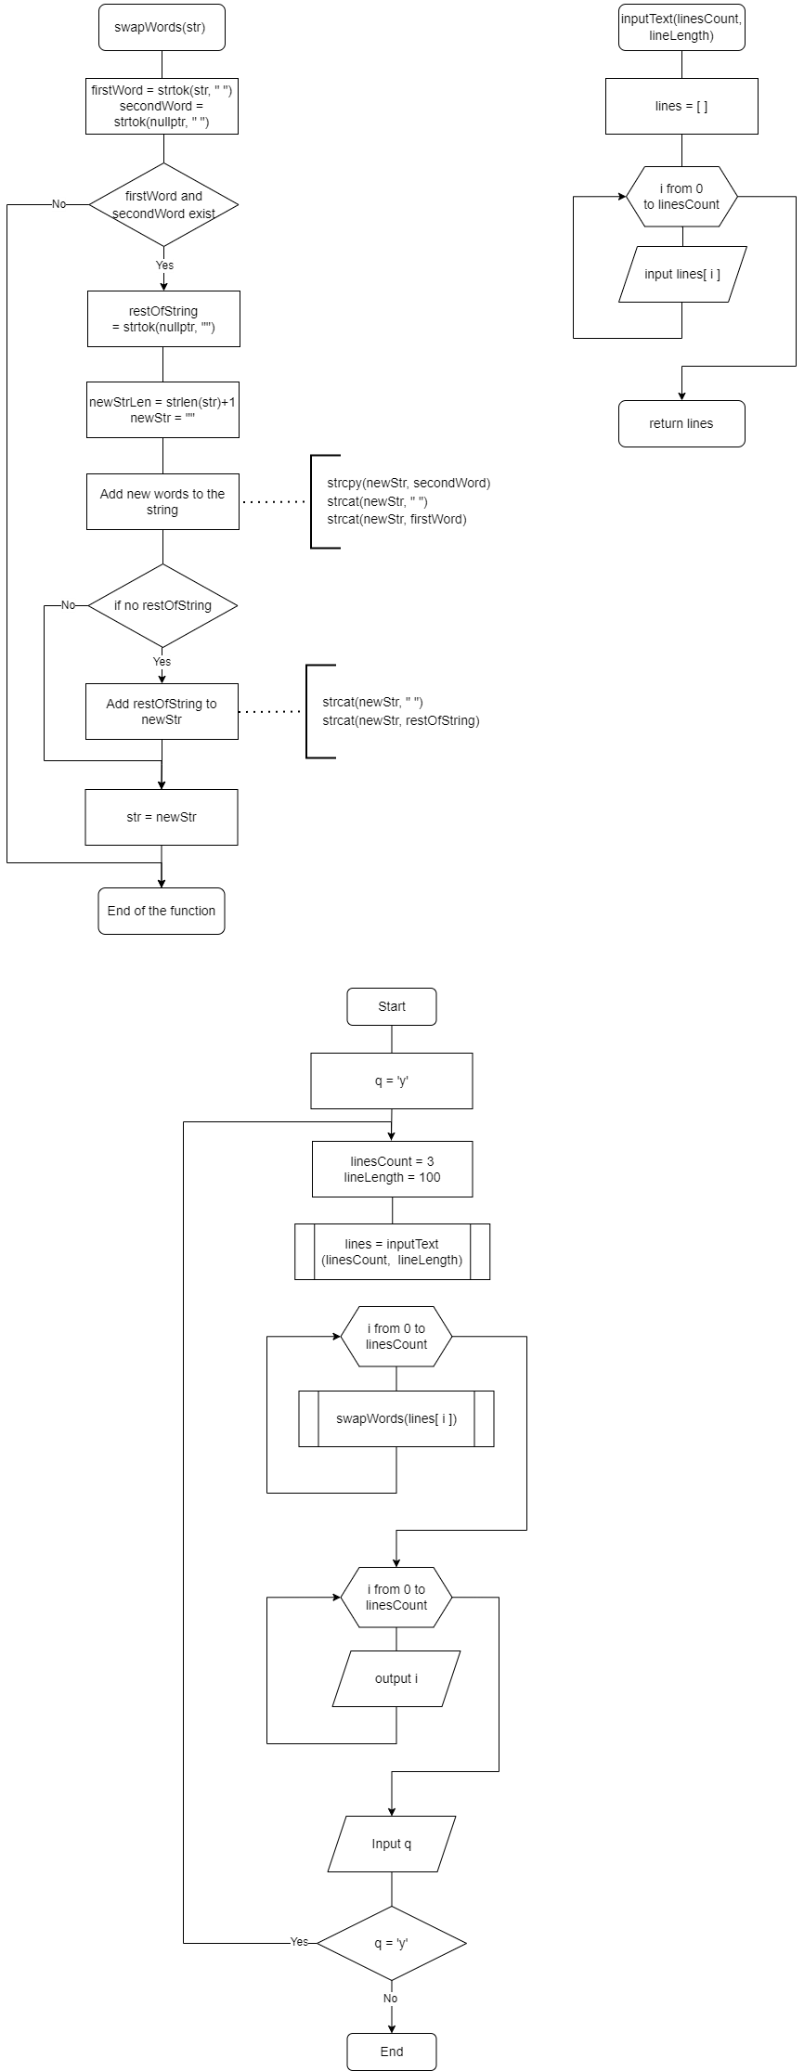 swapWords(str)
firstWord = strtok(str, " ")
secondWord =
strtok(nullptr, " ")
firstWord and
secondWord exist
No
Yes
restOfString
= strtok(nullptr, "")
newStrLen = strlen(str)+1
newStr = ""
Add new words to the
string
strcpy(newStr, secondWord)
strcat(newStr, " ")
strcat(newStr, firstWord)
if no restOfString
No
Yes
Add restOfString to
newStr
strcat(newStr, " ")
strcat(newStr, restOfString)
str = newStr
End of the function
inputText(linesCount,
lineLength)
lines = [ ]
i from 0
to linesCount
input lines[ i ]
return lines
Start
q = 'y'
linesCount = 3
lineLength = 100
lines = inputText
(linesCount, lineLength)
i from 0 to
linesCount
swapWords(lines[ i ])
i from 0 to
linesCount
output i
Input q
q = 'y'
Yes
No
End